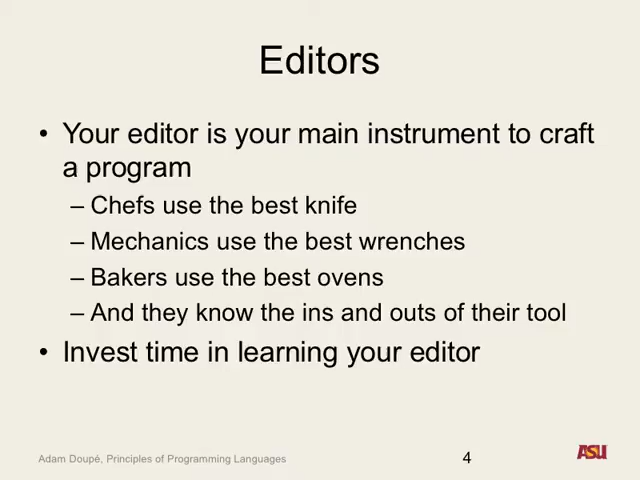 Editors
• Your editor is your main instrument to craft
a program
– Chefs use the best knife
– Mechanics use the best wrenches
– Bakers use the best ovens
– And they know the ins and outs of their tool
• Invest time in learning your editor
Adam Doupé, Principles of Programming Languages
4
ASU